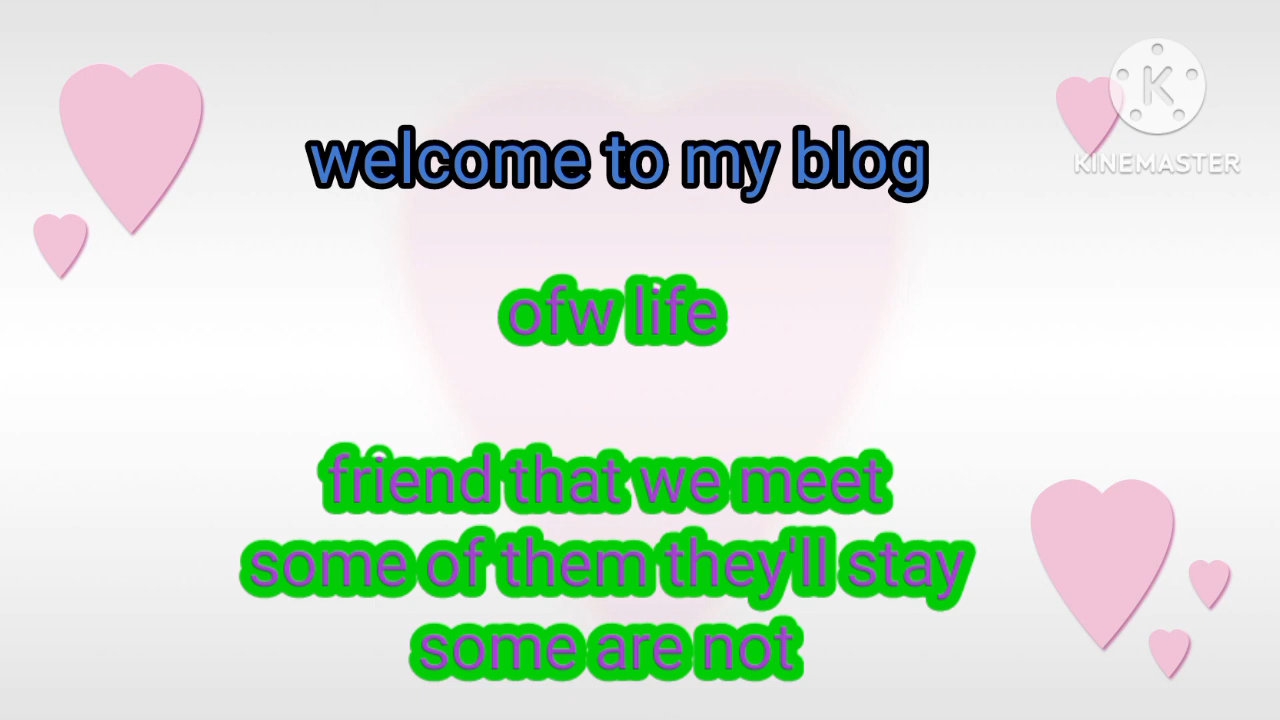 welcome to my blog
K
KINEMASTER
ofw life
friend that we meet
some of them they'll stay
some are not